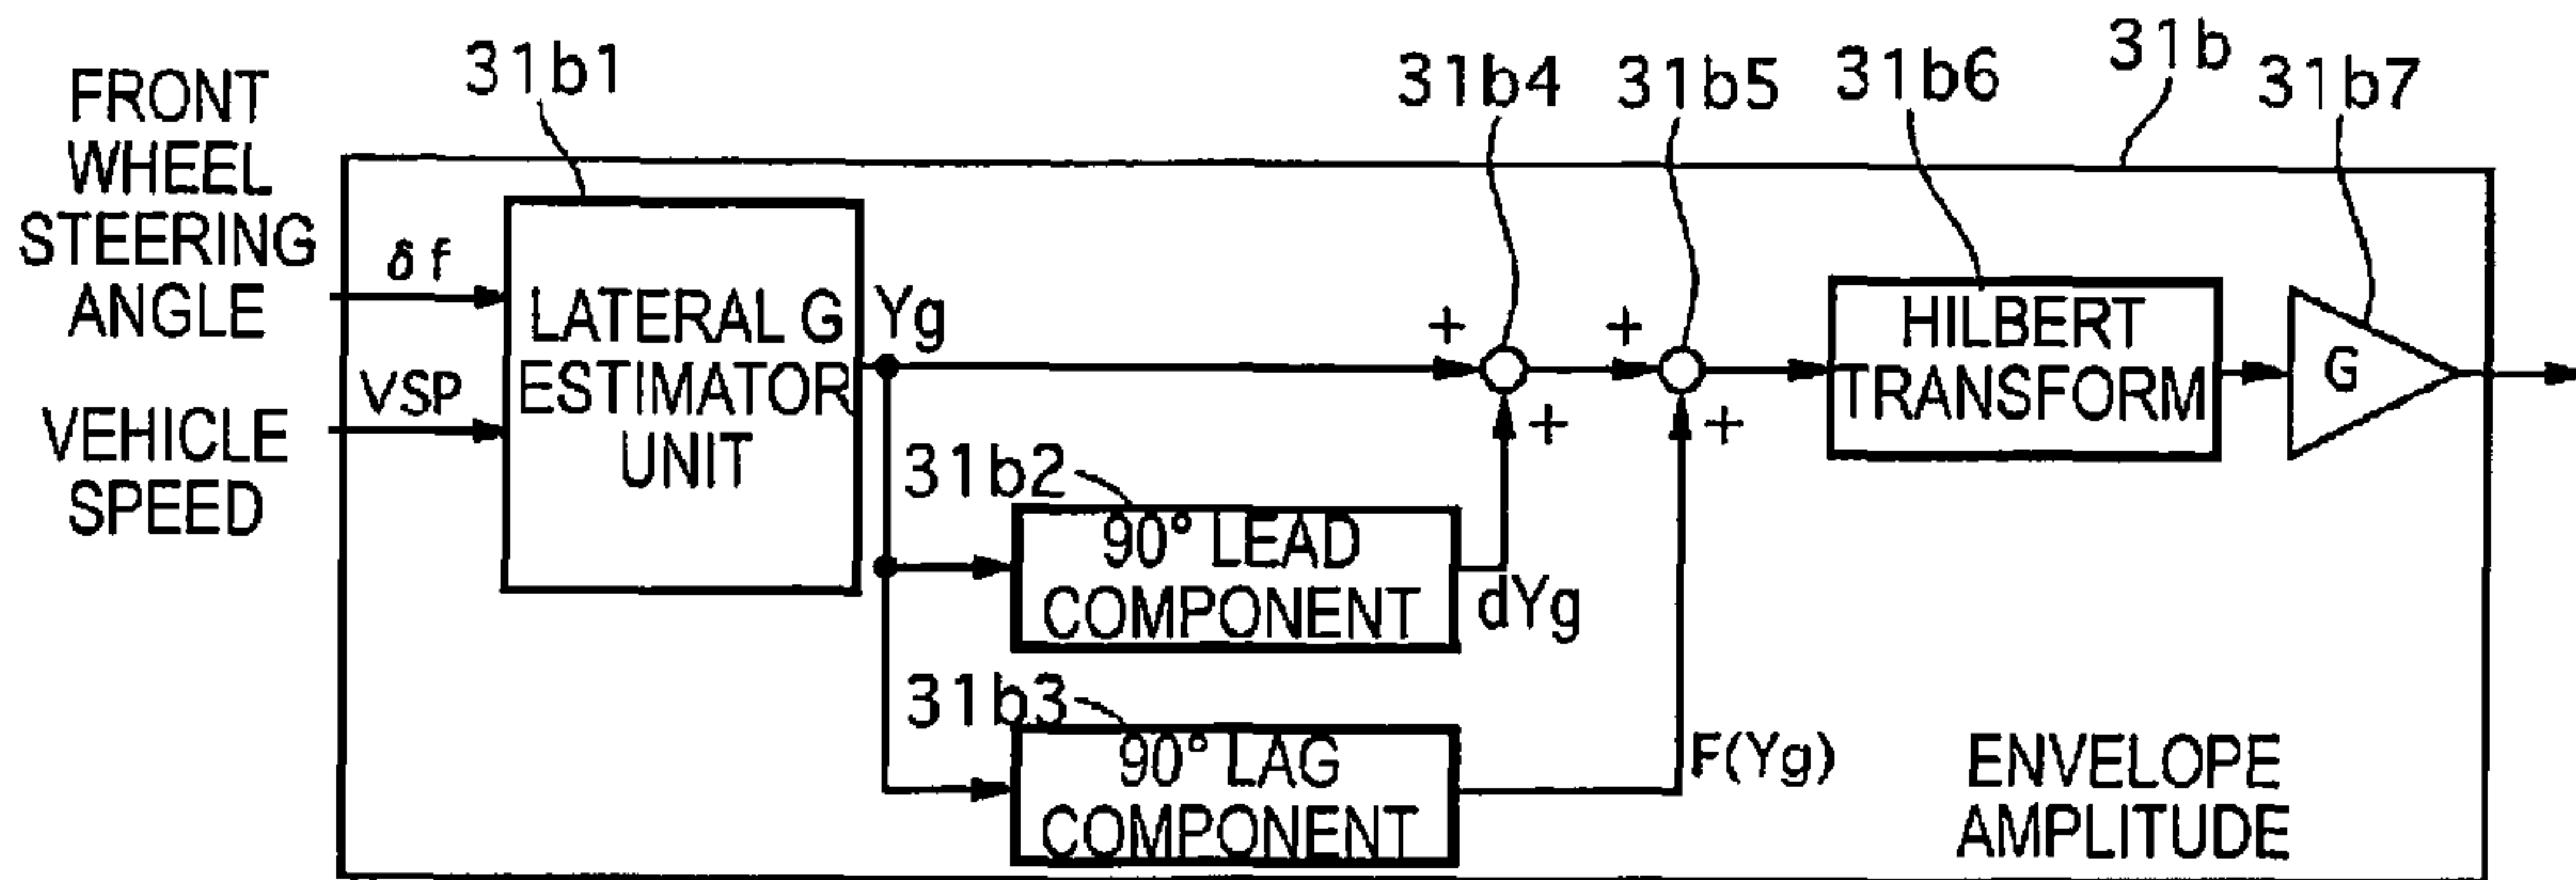 31b1
31b4
31b5
31b6
31b
31b7
FRONT
WHEEL
STEERING
ANGLE
δf
VEHICLE
SPEED
VSP
LATERAL G
ESTIMATOR
UNIT
Yg
+
+
+
+
HILBERT
TRANSFORM
G
31b2
90° LEAD
COMPONENT
dYg
31b3
90° LAG
COMPONENT
F(Yg)
ENVELOPE
AMPLITUDE